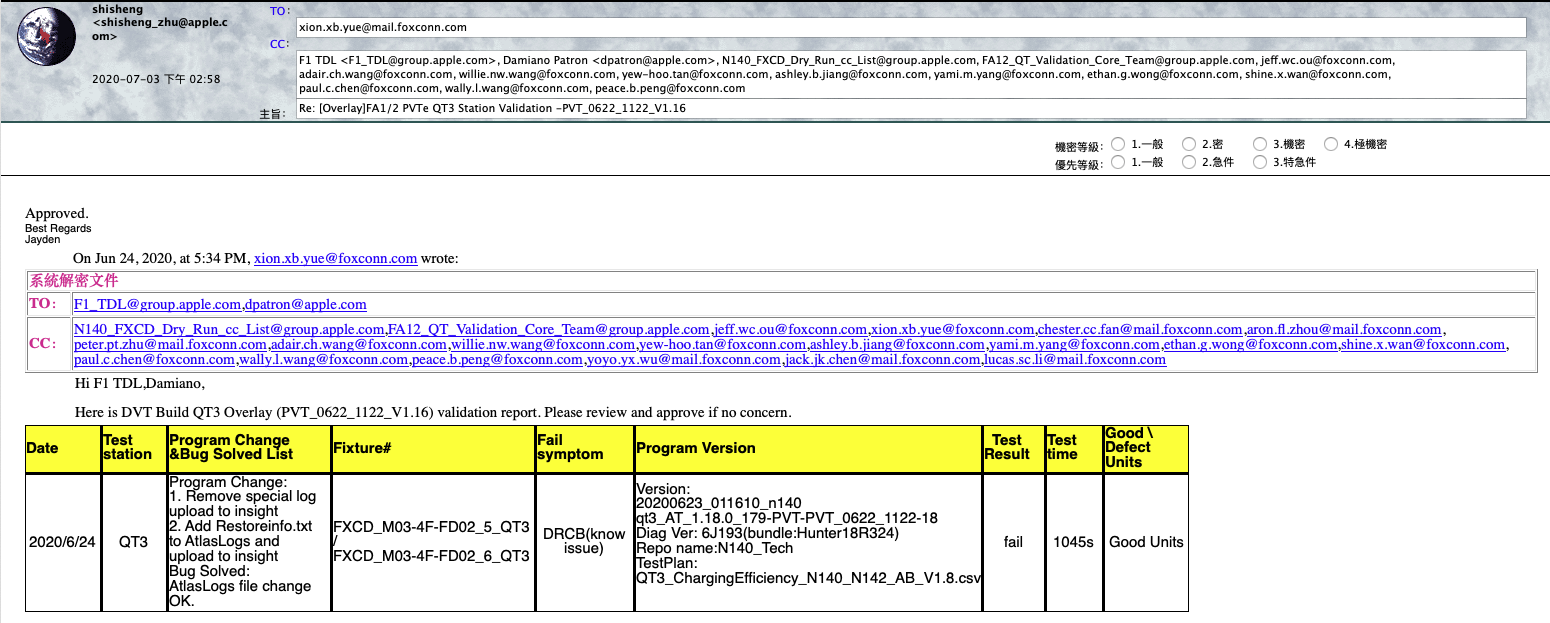 shisheng
<shisheng_zhu@apple.c
om>
2020-07-03 下午 02:58
TO：
xion.xb.yue@mail.foxconn.com
CC：
F1 TDL <F1_TDL@group.apple.com>, Damiano Patron <dpatron@apple.com>, N140_FXCD_Dry_Run_cc_List@group.apple.com, FA12_QT_Validation_Core_Team@group.apple.com, jeff.wc.ou@foxconn.com,
adair.ch.wang@foxconn.com, willie.nw.wang@foxconn.com, yew-hoo.tan@foxconn.com, ashley.b.jiang@foxconn.com, yami.m.yang@foxconn.com, ethan.g.wong@foxconn.com, shine.x.wan@foxconn.com,
paul.c.chen@foxconn.com, wally.l.wang@foxconn.com, peace.b.peng@foxconn.com
主旨：
Re: [Overlay]FA1/2 PVTe QT3 Station Validation -PVT_0622_1122_V1.16
機密等級： 1.一般 2.密 3.機密 4.極機密
優先等級： 1.一般 2.急件 3.特急件
Approved.
Best Regards
Jayden
On Jun 24, 2020, at 5:34 PM, xion.xb.yue@foxconn.com wrote:
系統解密文件
TO：
F1_TDL@group.apple.com,dpatron@apple.com
CC：
N140_FXCD_Dry_Run_cc_List@group.apple.com,FA12_QT_Validation_Core_Team@group.apple.com,jeff.wc.ou@foxconn.com,xion.xb.yue@foxconn.com,chester.cc.fan@mail.foxconn.com,aron.fl.zhou@mail.foxconn.com,
peter.pt.zhu@mail.foxconn.com,adair.ch.wang@foxconn.com,willie.nw.wang@foxconn.com,yew-hoo.tan@foxconn.com,ashley.b.jiang@foxconn.com,yami.m.yang@foxconn.com,ethan.g.wong@foxconn.com,shine.x.wan@foxconn.com,
paul.c.chen@foxconn.com,wally.l.wang@foxconn.com,peace.b.peng@foxconn.com,yoyo.yx.wu@mail.foxconn.com,jack.jk.chen@mail.foxconn.com,lucas.sc.li@mail.foxconn.com
Hi F1 TDL,Damiano,
Here is DVT Build QT3 Overlay (PVT_0622_1122_V1.16) validation report. Please review and approve if no concern.
Date
Test
station
Program Change
&Bug Solved List
Fixture#
Fail
symptom
Program Version
Test
Result
Test
time
Good \
Defect
Units
2020/6/24
QT3
Program Change:
1. Remove special log
upload to insight
2. Add Restoreinfo.txt
to AtlasLogs and
upload to insight
Bug Solved:
AtlasLogs file change
OK.
FXCD_M03-4F-FD02_5_QT3
/
FXCD_M03-4F-FD02_6_QT3
DRCB(know
issue)
Version:
20200623_011610_n140
qt3_AT_1.18.0_179-PVT-PVT_0622_1122-18
Diag Ver: 6J193(bundle:Hunter18R324)
Repo name:N140_Tech
TestPlan:
QT3_ChargingEfficiency_N140_N142_AB_V1.8.csv
fail
1045s
Good Units